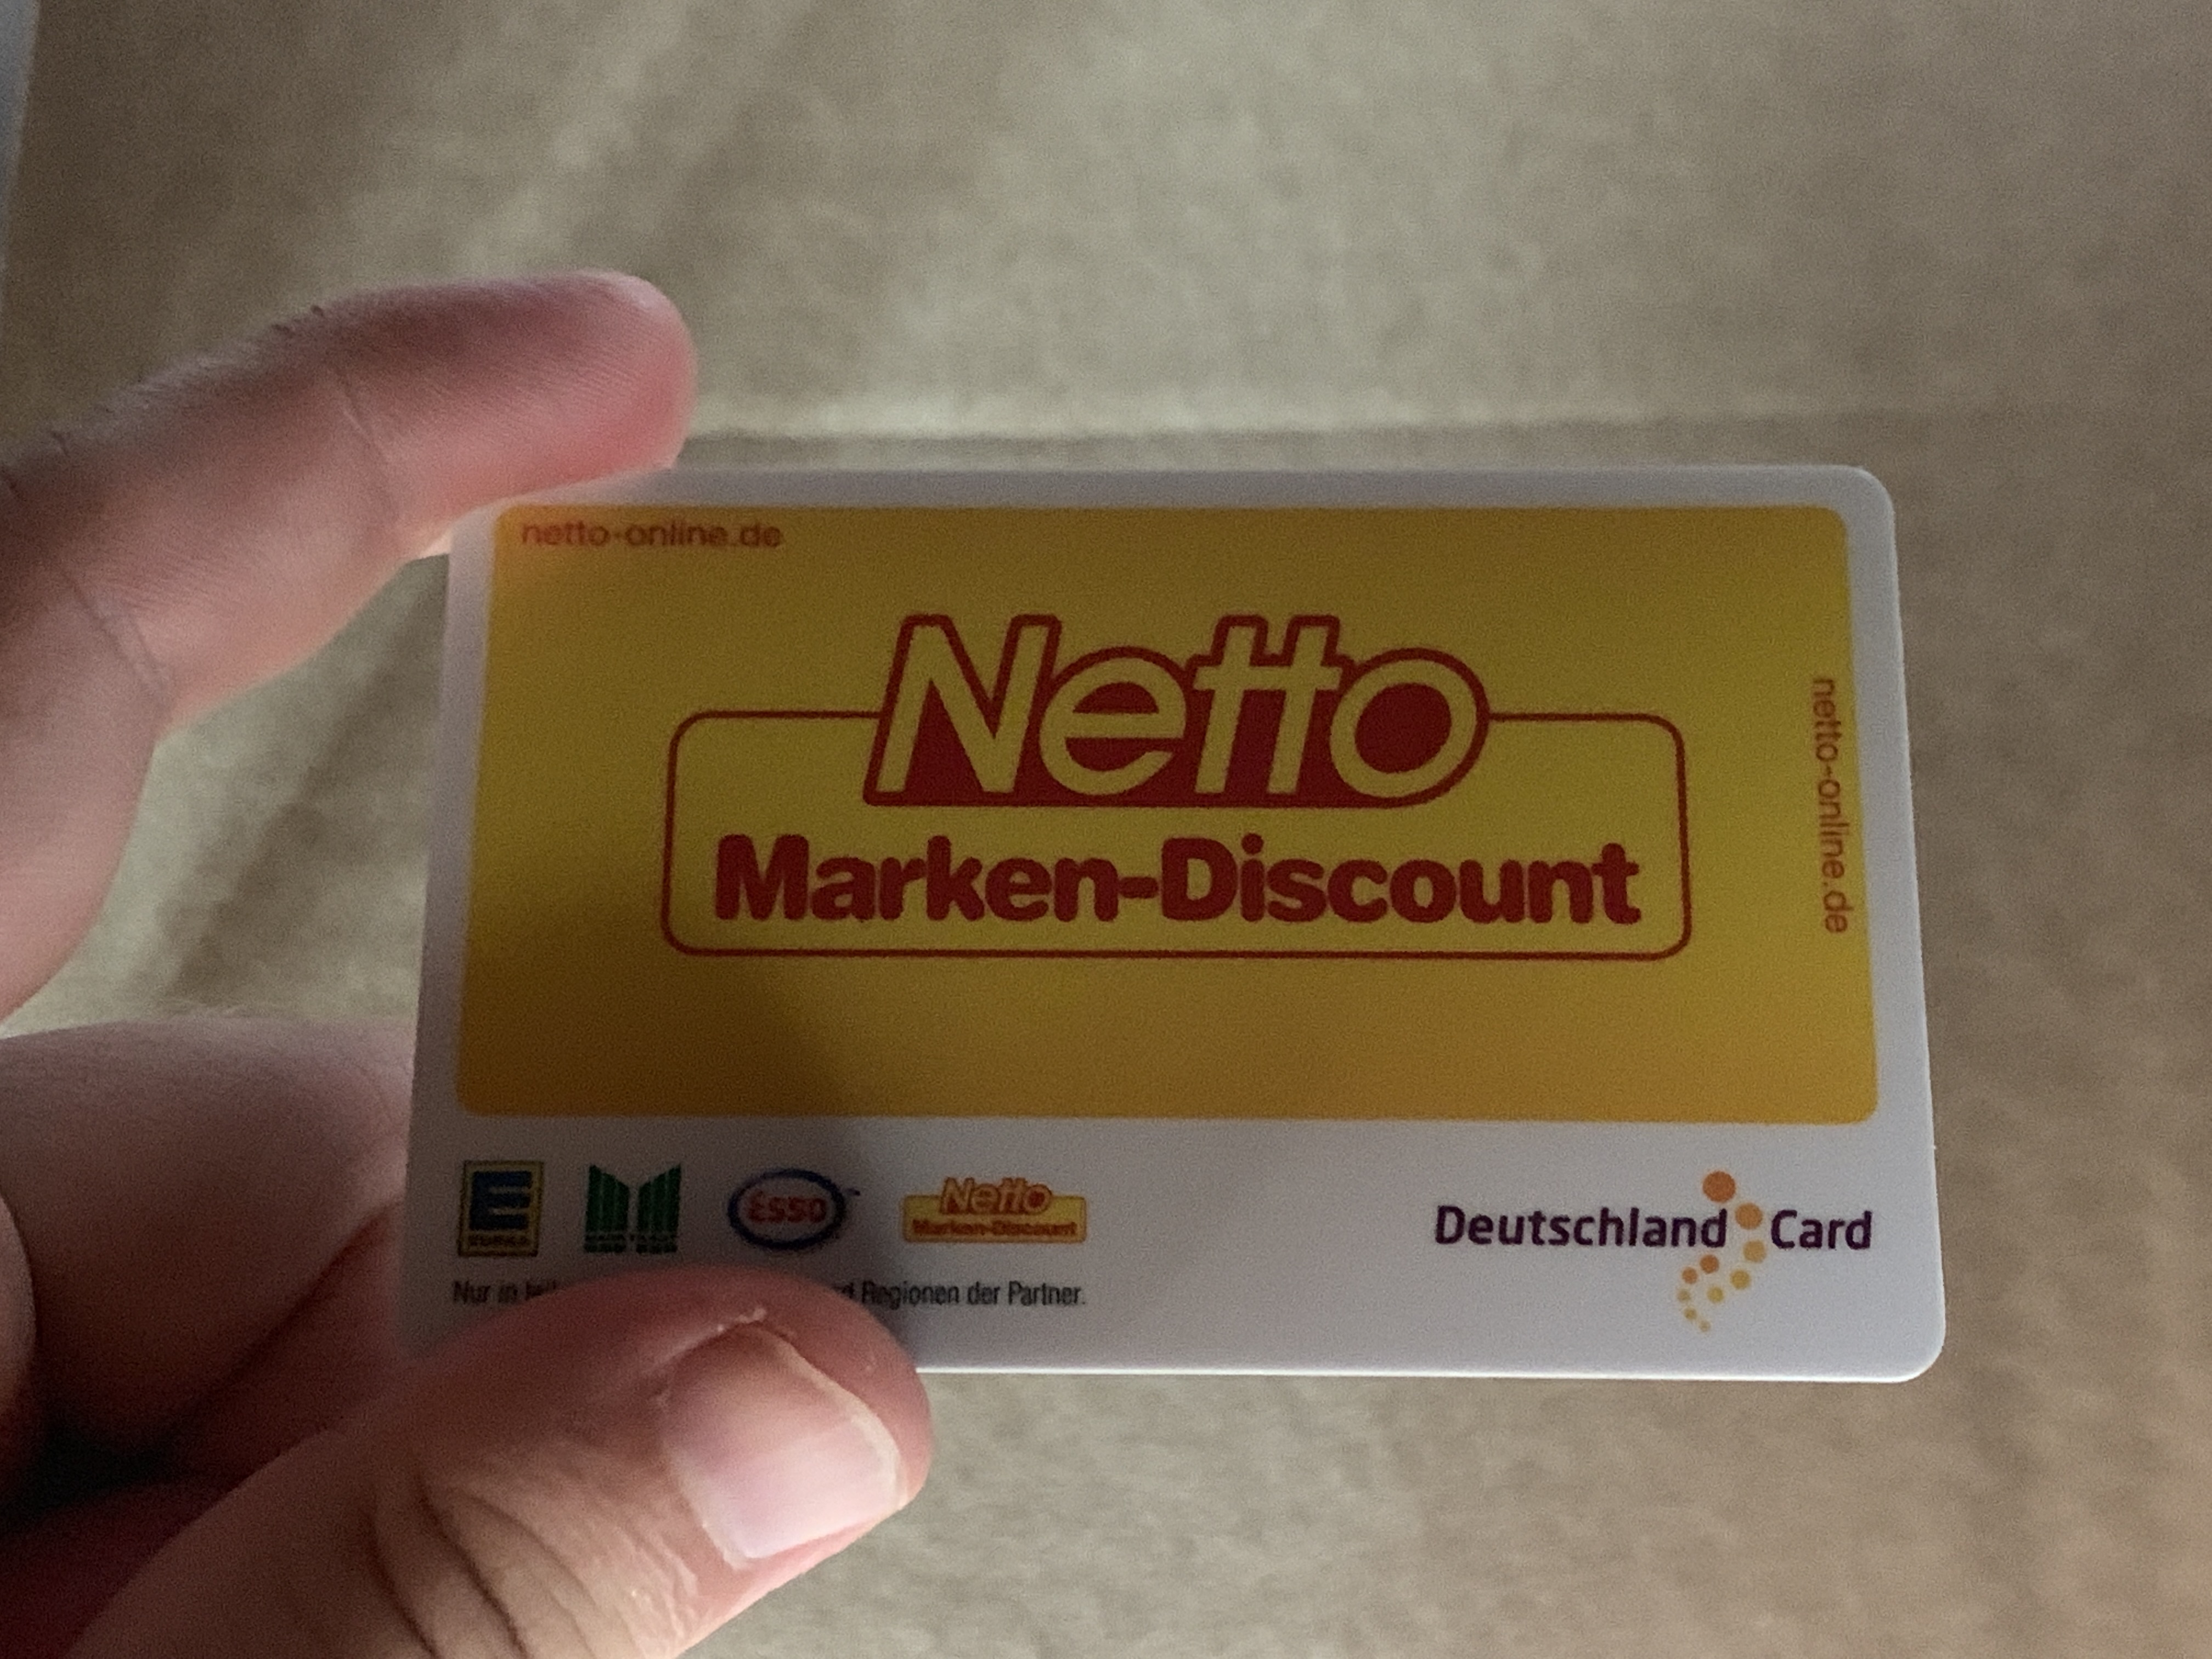 netto-online.de
Netto
Marken-Discount
netto-online.de
EDEKA
Esso
Netto
Marken-Discount
Deutschland Card
Nur in Regionen der Partner.